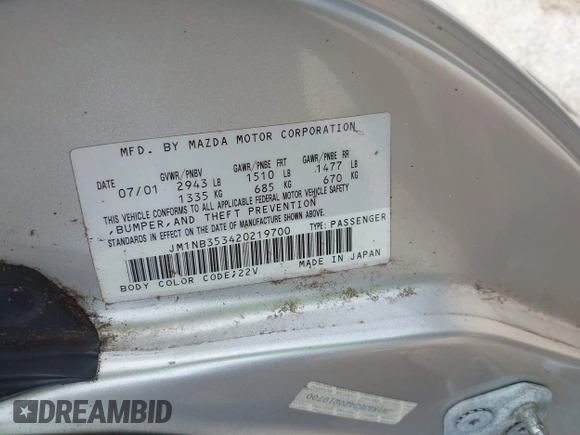 MFD. BY MAZDA MOTOR CORPORATION
DATE GVWR/PNBV GAWR/PNBE FRT GAWR/PNBE RR
07/01 2943 LB 1510 LB 1477 LB
1335 KG 685 KG 670 KG
THIS VEHICLE CONFORMS TO ALL APPLICABLE FEDERAL MOTOR VEHICLE SAFETY
,BUMPER,AND THEFT PREVENTION
STANDARDS IN EFFECT ON THE DATE OF MANUFACTURE SHOWN ABOVE.
JM1NB353420219700 TYPE: PASSENGER
BODY COLOR CODE;22V MADE IN JAPAN
DREAMBID